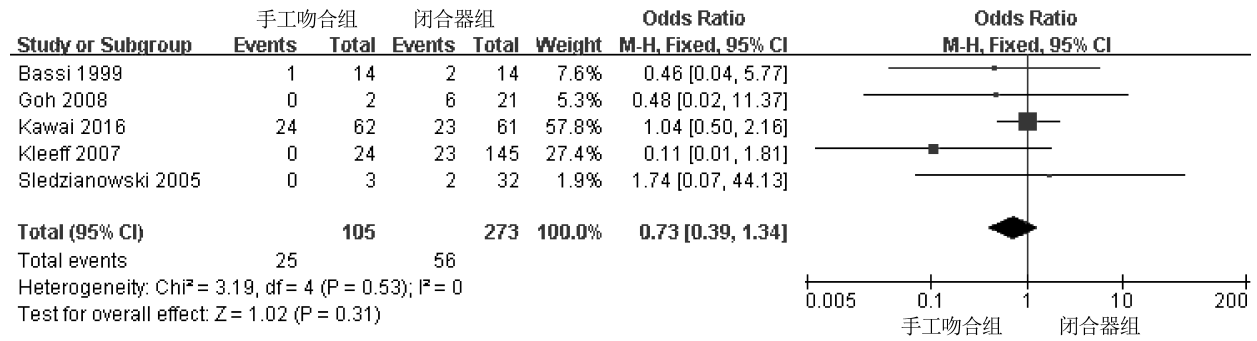 手工吻合组 闭合器组 Odds Ratio Odds Ratio
Study or Subgroup Events Total Events Total Weight M-H, Fixed, 95% CI M-H, Fixed, 95% CI
Bassi 1999 1 14 2 14 7.6% 0.46 [0.04, 5.77]
Goh 2008 0 2 6 21 5.3% 0.48 [0.02, 11.37]
Kawai 2016 24 62 23 61 57.8% 1.04 [0.50, 2.16]
Kleeff 2007 0 24 23 145 27.4% 0.11 [0.01, 1.81]
Sledzianowski 2005 0 3 2 32 1.9% 1.74 [0.07, 44.13]
Total (95% CI) 105 273 100.0% 0.73 [0.39, 1.34]
Total events 25 56
Heterogeneity: Chi² = 3.19, df = 4 (P = 0.53); I² = 0
Test for overall effect: Z = 1.02 (P = 0.31)
0.005 0.1 1 10 200
手工吻合组 闭合器组